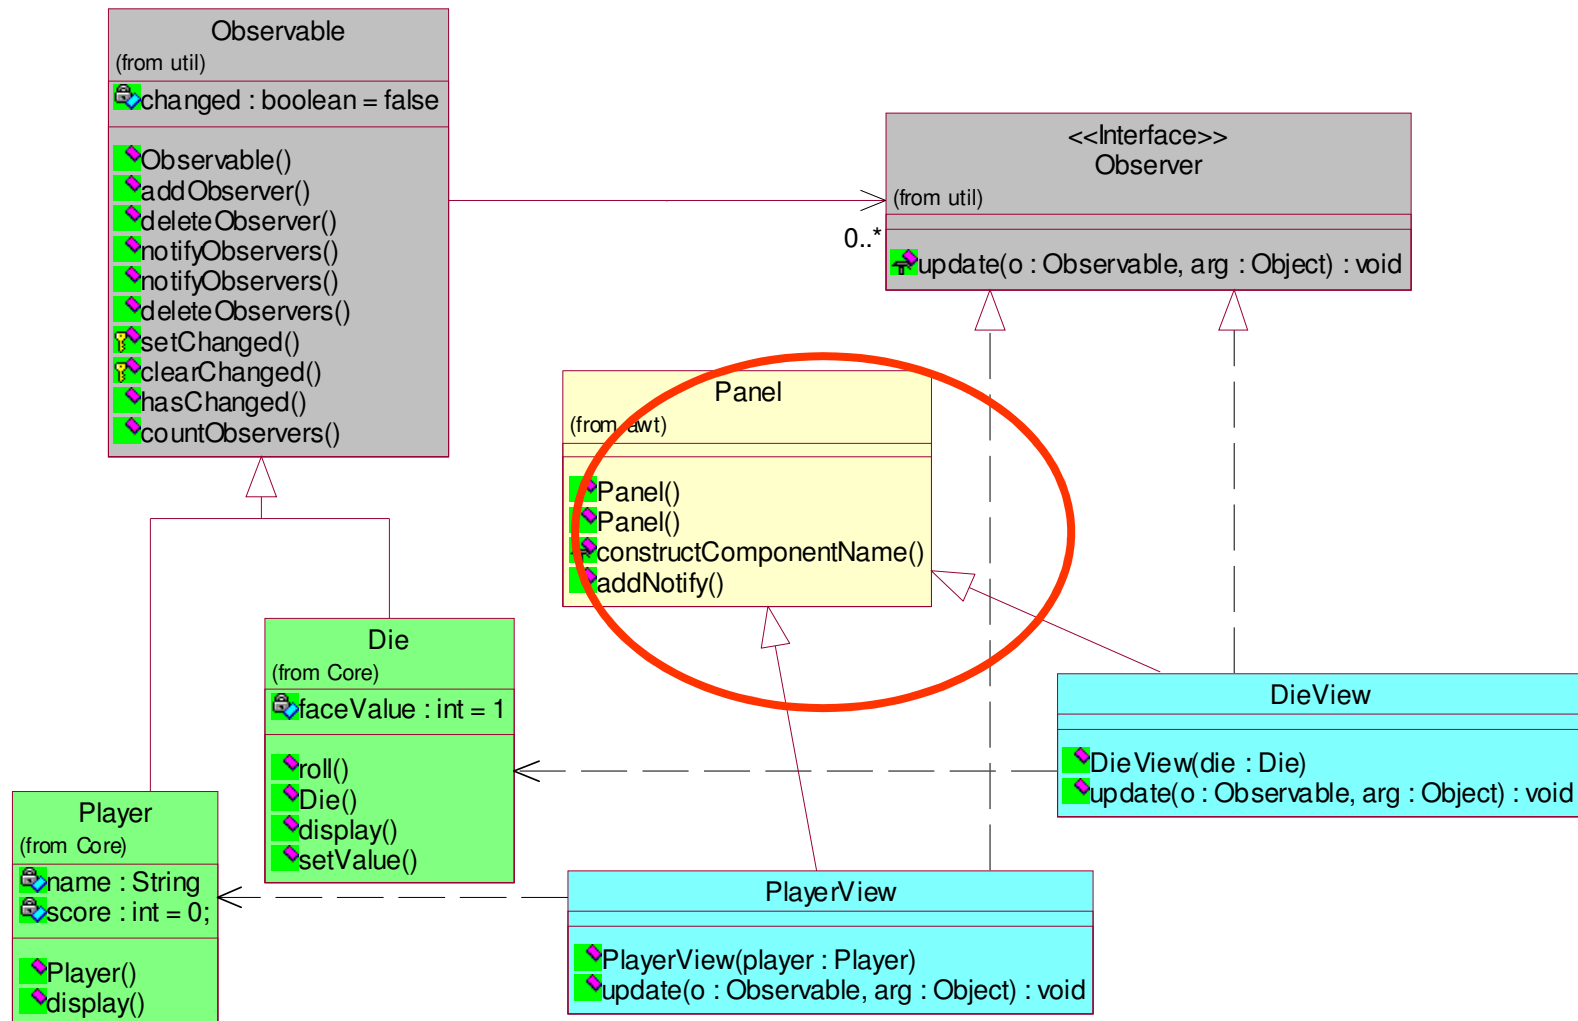 Observable
(from util)
changed : boolean = false
Observable()
addObserver()
deleteObserver()
notifyObservers()
notifyObservers()
deleteObservers()
setChanged()
clearChanged()
hasChanged()
countObservers()
<<Interface>>
Observer
(from util)
0..*
update(o : Observable, arg : Object) : void
Panel
(from awt)
Panel()
Panel()
constructComponentName()
addNotify()
Die
(from Core)
faceValue : int = 1
roll()
Die()
display()
setValue()
DieView
DieView(die : Die)
update(o : Observable, arg : Object) : void
Player
(from Core)
name : String
score : int = 0;
Player()
display()
PlayerView
PlayerView(player : Player)
update(o : Observable, arg : Object) : void